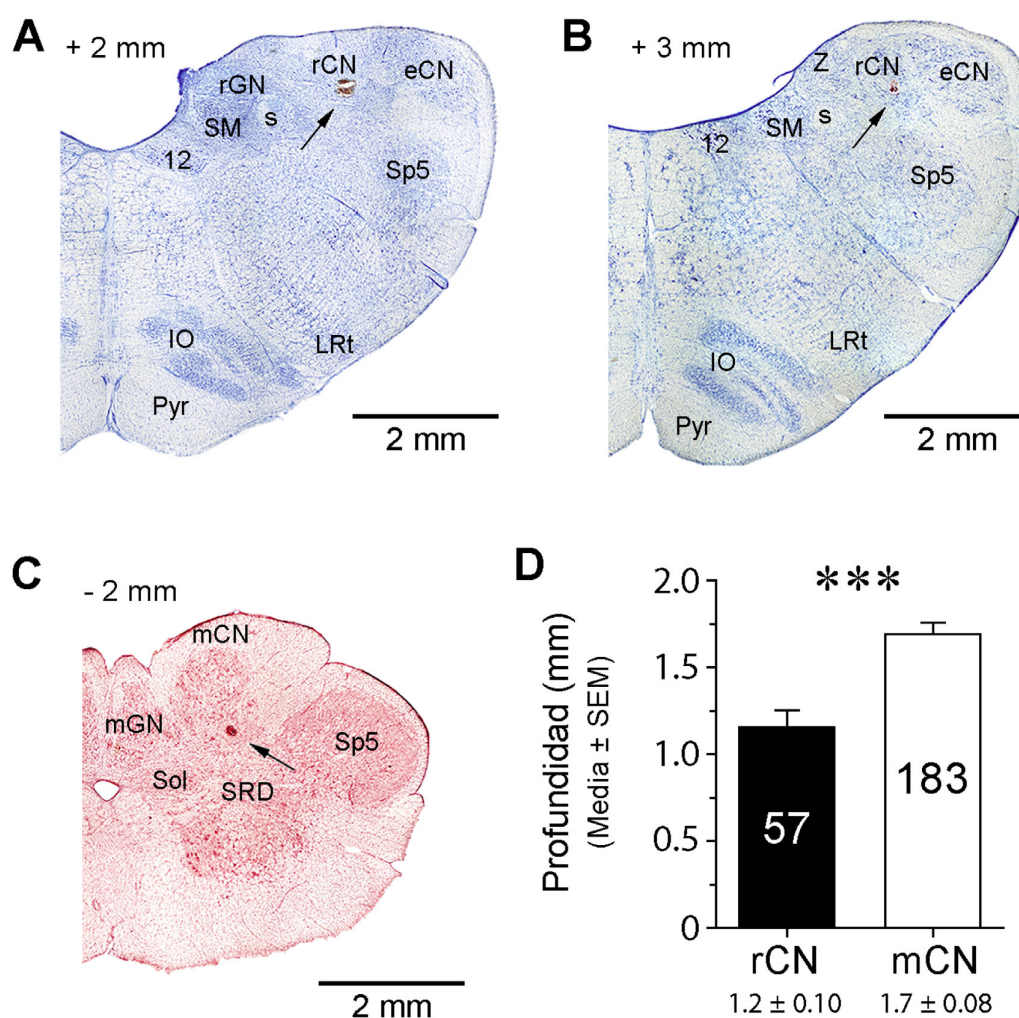 A
+ 2 mm
rGN
rCN
eCN
SM
s
12
Sp5
IO
LRt
Pyr
2 mm
B
+ 3 mm
Z
rCN
eCN
SM
s
12
Sp5
IO
LRt
Pyr
2 mm
C
- 2 mm
mCN
mGN
Sp5
Sol
SRD
2 mm
D
Profundidad (mm)
(Media ± SEM)
2.0
1.5
1.0
0.5
0
***
57
183
rCN
mCN
1.2 ± 0.10
1.7 ± 0.08